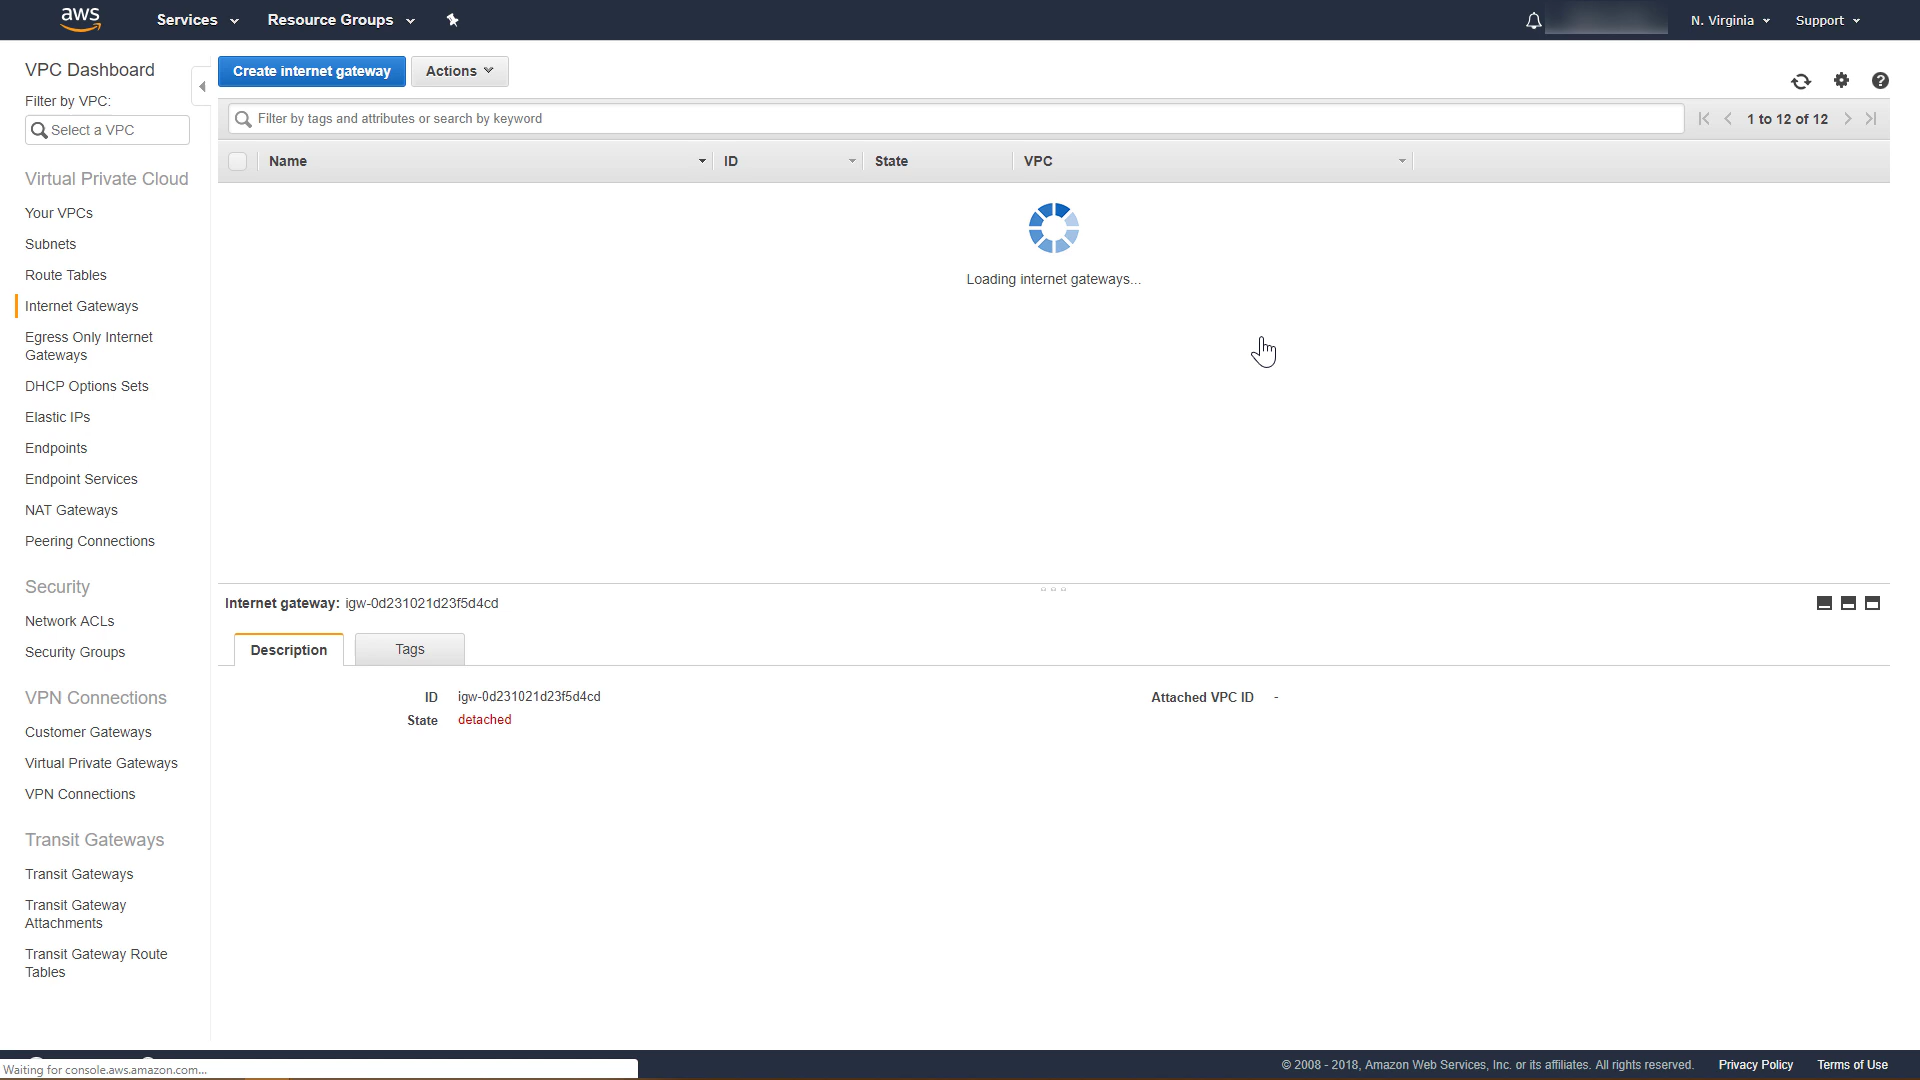 aws Services Resource Groups N. Virginia Support
VPC Dashboard
Filter by VPC:
Select a VPC
Virtual Private Cloud
Your VPCs
Subnets
Route Tables
Internet Gateways
Egress Only Internet
Gateways
DHCP Options Sets
Elastic IPs
Endpoints
Endpoint Services
NAT Gateways
Peering Connections
Security
Network ACLs
Security Groups
VPN Connections
Customer Gateways
Virtual Private Gateways
VPN Connections
Transit Gateways
Transit Gateways
Transit Gateway
Attachments
Transit Gateway Route
Tables
Create internet gateway Actions
Filter by tags and attributes or search by keyword 1 to 12 of 12
Name ID State VPC
Loading internet gateways...
Internet gateway: igw-0d231021d23f5d4cd
Description Tags
ID igw-0d231021d23f5d4cd Attached VPC ID -
State detached
Waiting for console.aws.amazon.com...
© 2008 - 2018, Amazon Web Services, Inc. or its affiliates. All rights reserved. Privacy Policy Terms of Use